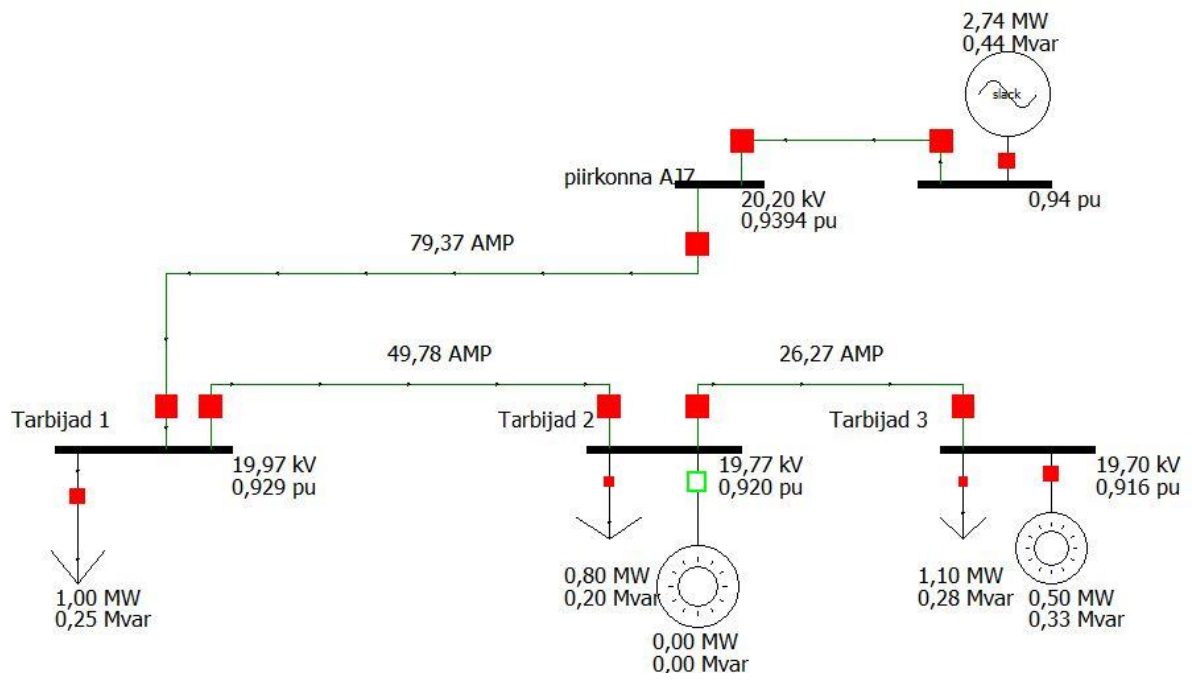 2,74 MW
0,44 Mvar
slack
piirkonna AJ7
20,20 kV
0,9394 pu
0,94 pu
79,37 AMP
49,78 AMP
26,27 AMP
Tarbijad 1
Tarbijad 2
Tarbijad 3
19,97 kV
0,929 pu
19,77 kV
0,920 pu
19,70 kV
0,916 pu
1,00 MW
0,25 Mvar
0,80 MW
0,20 Mvar
0,00 MW
0,00 Mvar
1,10 MW
0,28 Mvar
0,50 MW
0,33 Mvar